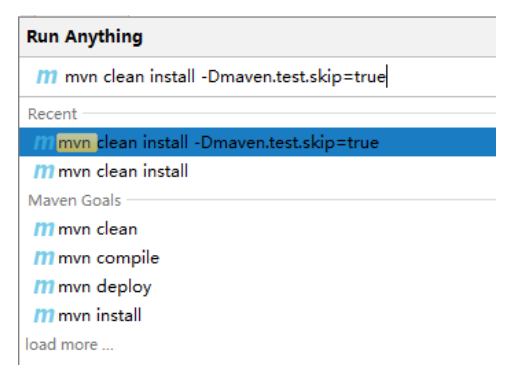 Run Anything
m mvn clean install -Dmaven.test.skip=true
Recent
m mvn clean install -Dmaven.test.skip=true
m mvn clean install
Maven Goals
m mvn clean
m mvn compile
m mvn deploy
m mvn install
load more ...